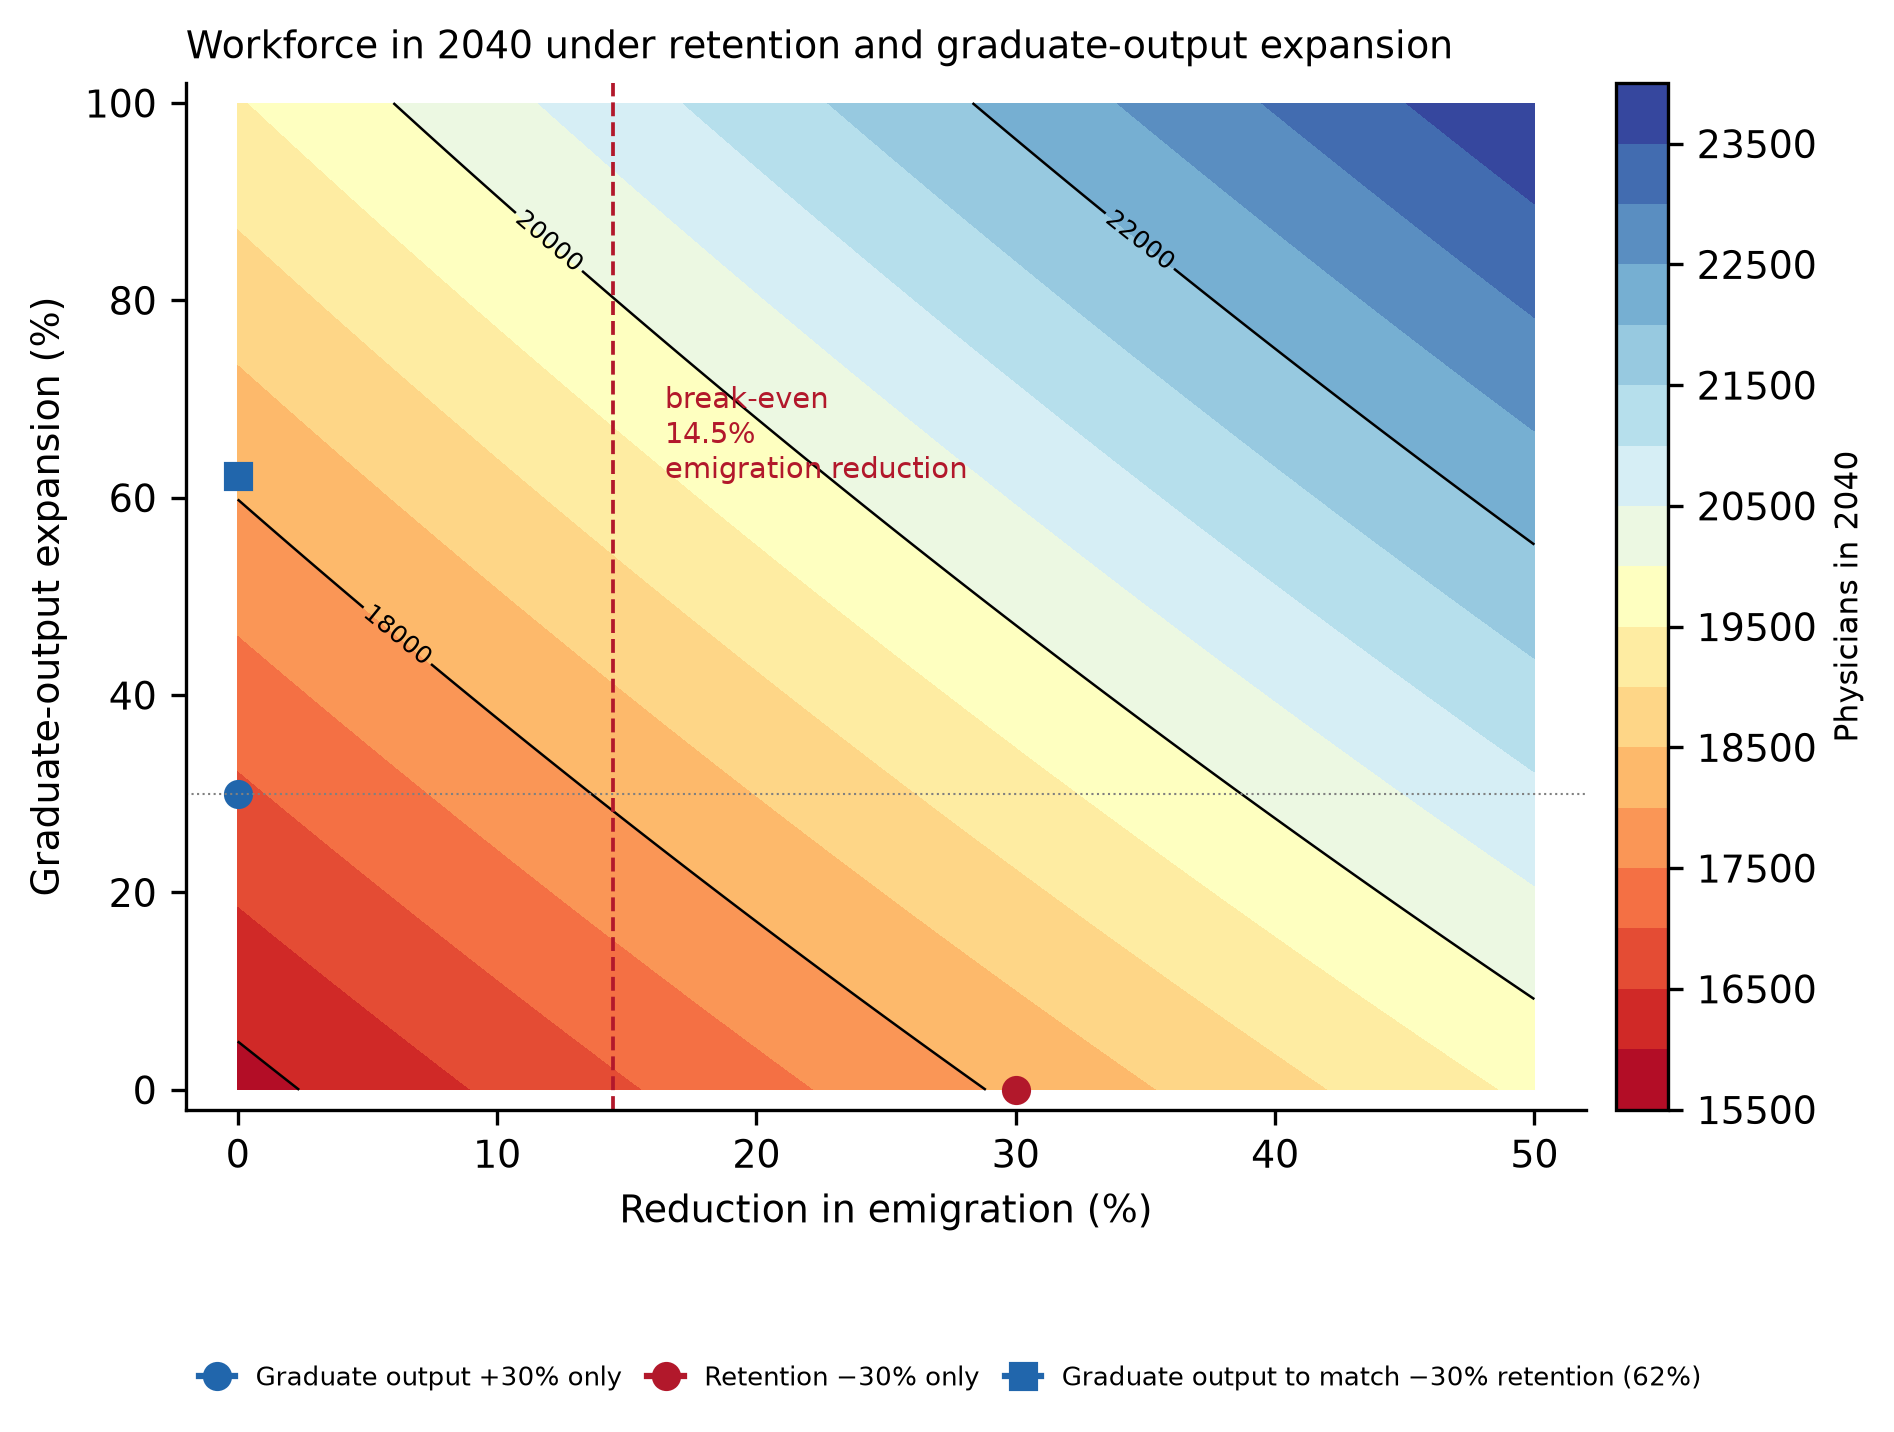 Workforce in 2040 under retention and graduate-output expansion
Graduate-output expansion (%)
100
80
60
40
20
0
20000
22000
18000
break-even
14.5%
emigration reduction
0
10
20
30
40
50
Reduction in emigration (%)
23500
22500
21500
20500
19500
18500
17500
16500
15500
Physicians in 2040
Graduate output +30% only
Retention −30% only
Graduate output to match −30% retention (62%)